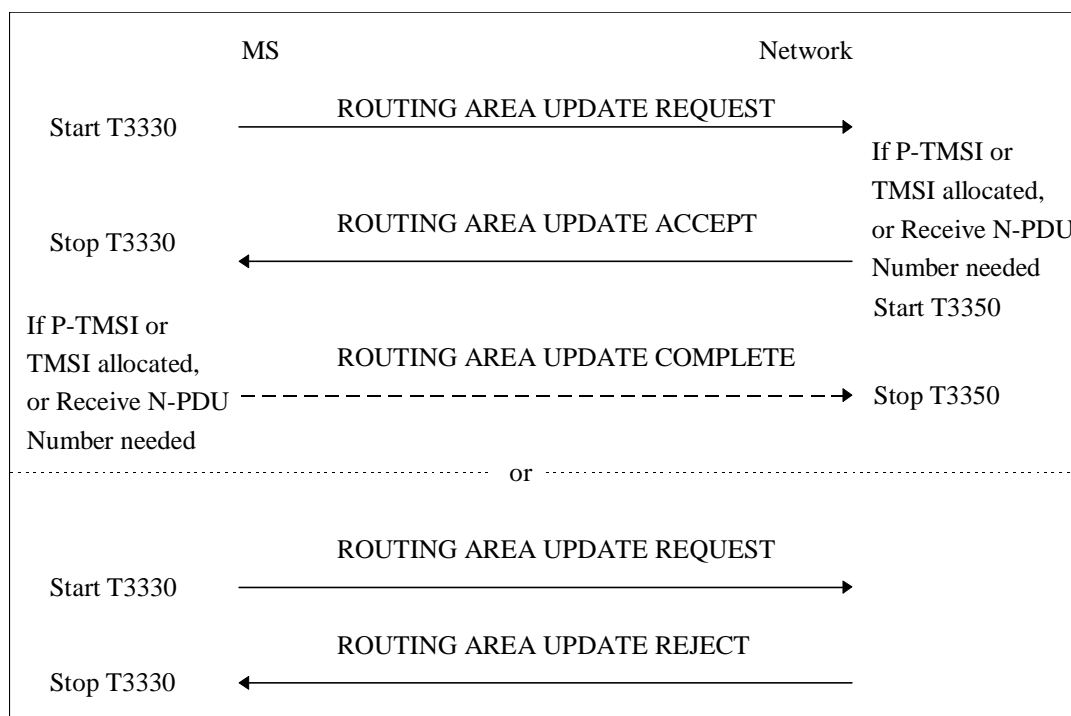 MS
Network
ROUTING AREA UPDATE REQUEST
Start T3330
If P-TMSI or
TMSI allocated,
or Receive N-PDU
Number needed
Start T3350
ROUTING AREA UPDATE ACCEPT
Stop T3330
If P-TMSI or
TMSI allocated,
or Receive N-PDU
Number needed
ROUTING AREA UPDATE COMPLETE
Stop T3350
or
ROUTING AREA UPDATE REQUEST
Start T3330
ROUTING AREA UPDATE REJECT
Stop T3330